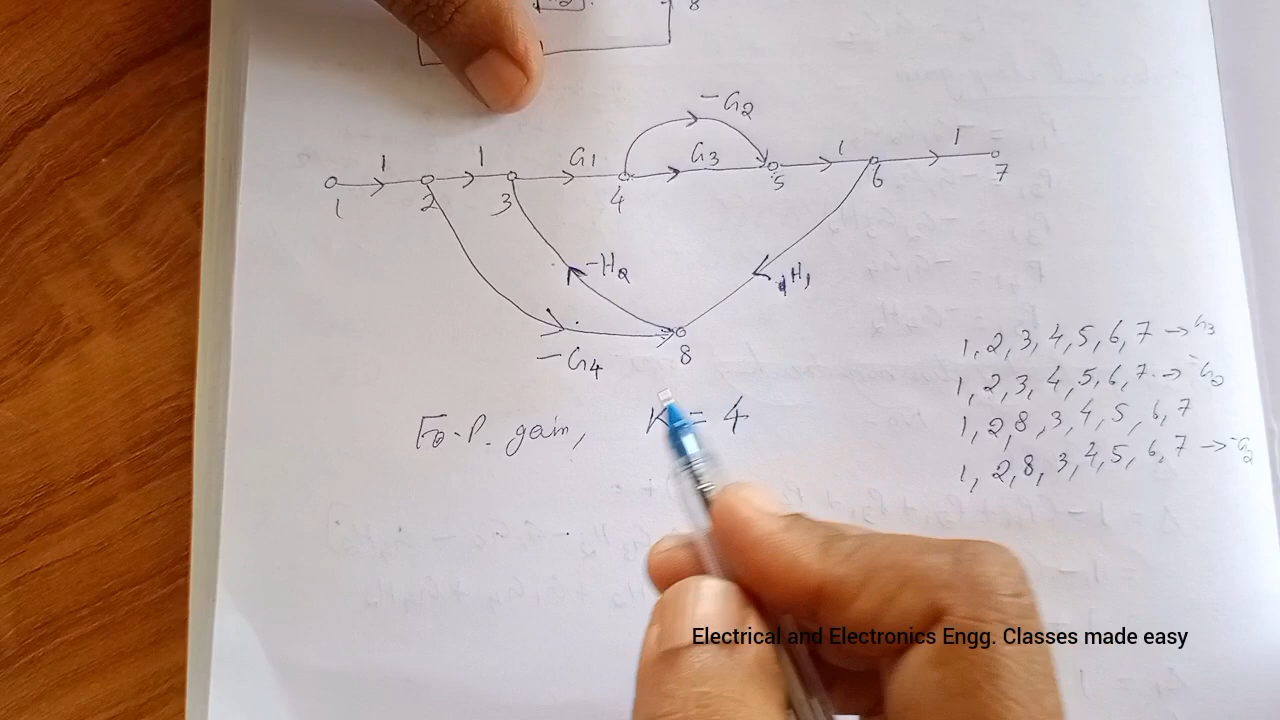 8
-G2
1 1 G1 G3 1 1
1 2 3 4 5 6 7
-H2 H1
-G4 8
Fo.P. gain, K = 4
1, 2, 3, 4, 5, 6, 7 → G3
1, 2, 3, 4, 5, 6, 7. → -G2
1, 2, 8, 3, 4, 5, 6, 7
1, 2, 8, 3, 4, 5, 6, 7 → -G2
Electrical and Electronics Engg. Classes made easy